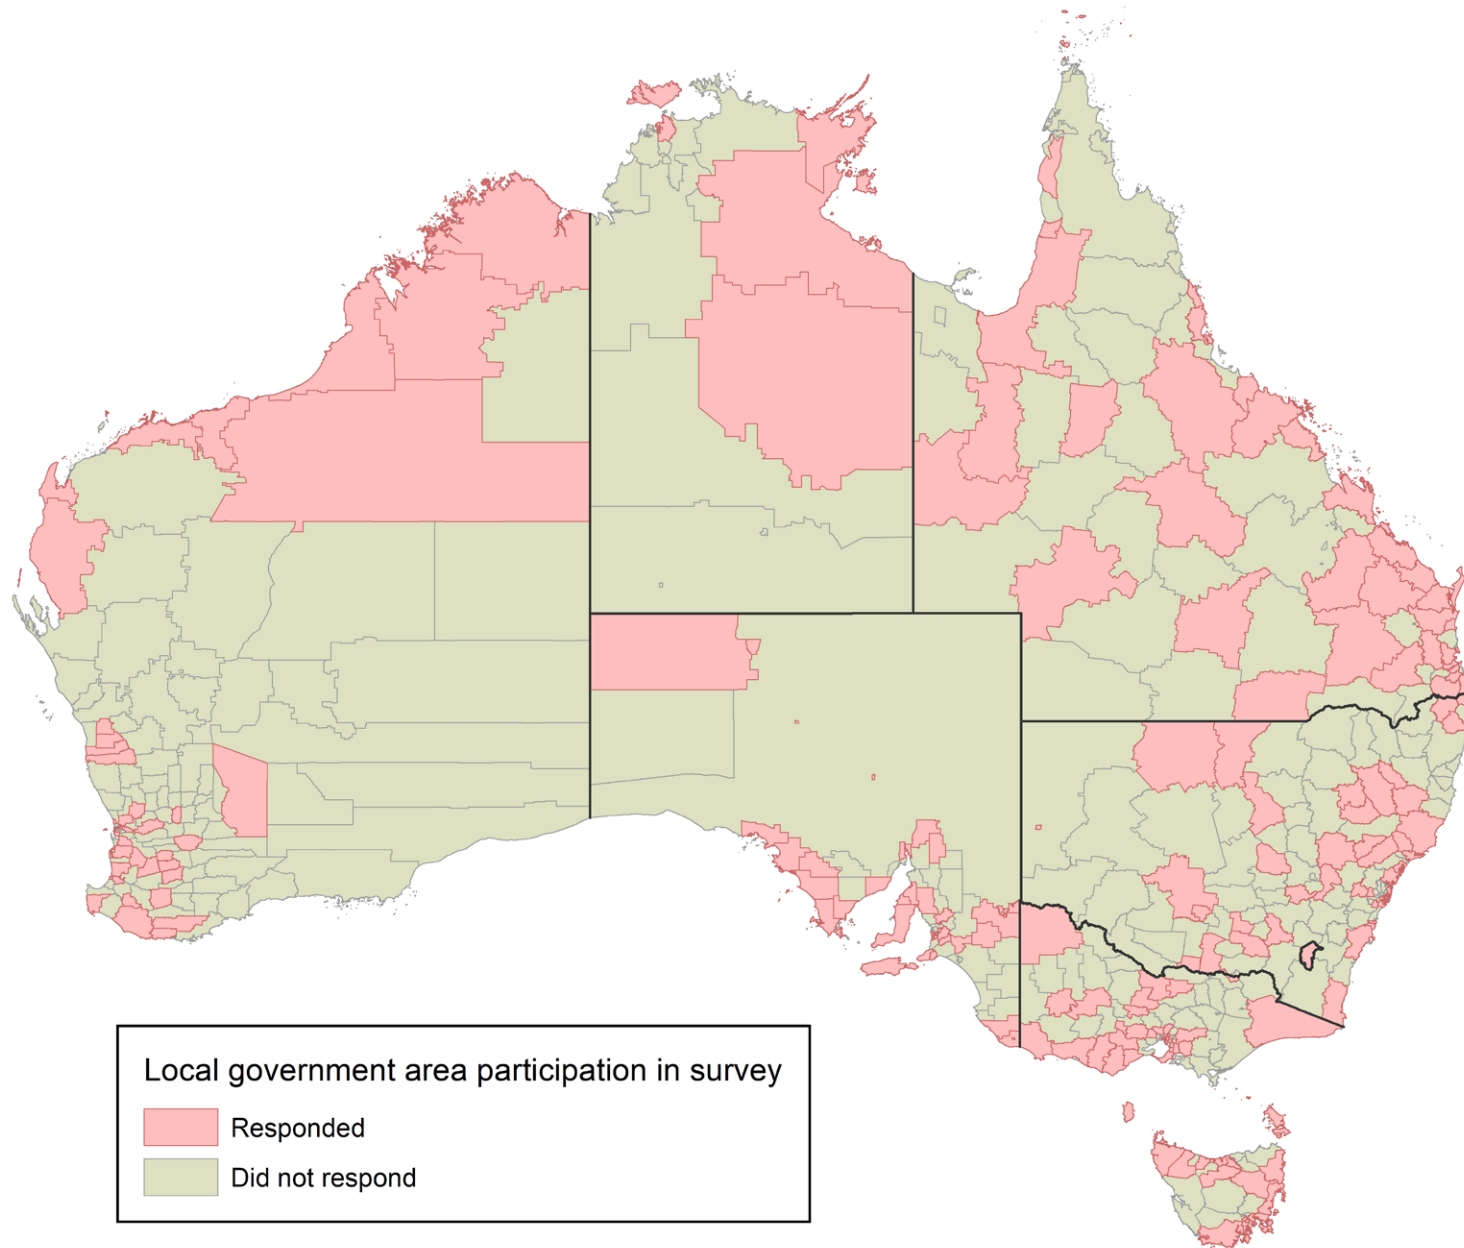 Local government area participation in survey
Responded
Did not respond